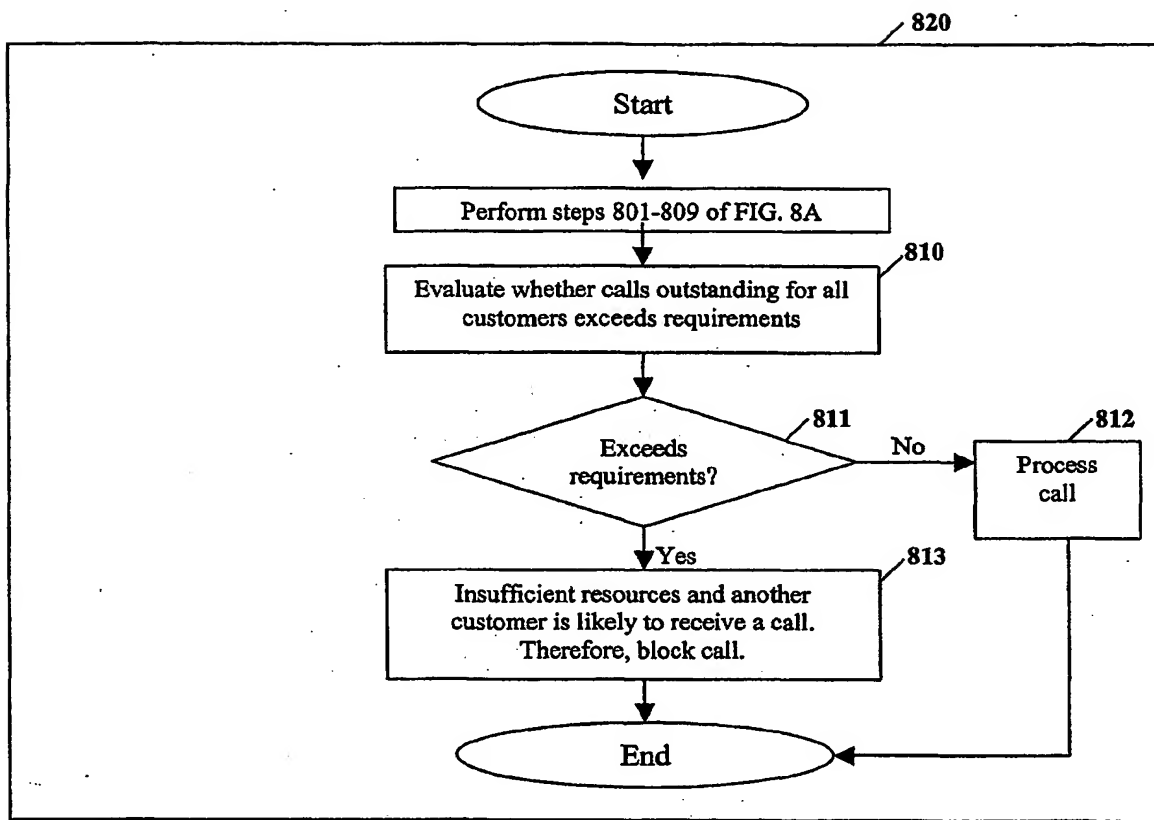 820
Start
Perform steps 801-809 of FIG. 8A
810
Evaluate whether calls outstanding for all
customers exceeds requirements
811
Exceeds
requirements?
No
812
Process
call
Yes
813
Insufficient resources and another
customer is likely to receive a call.
Therefore, block call.
End